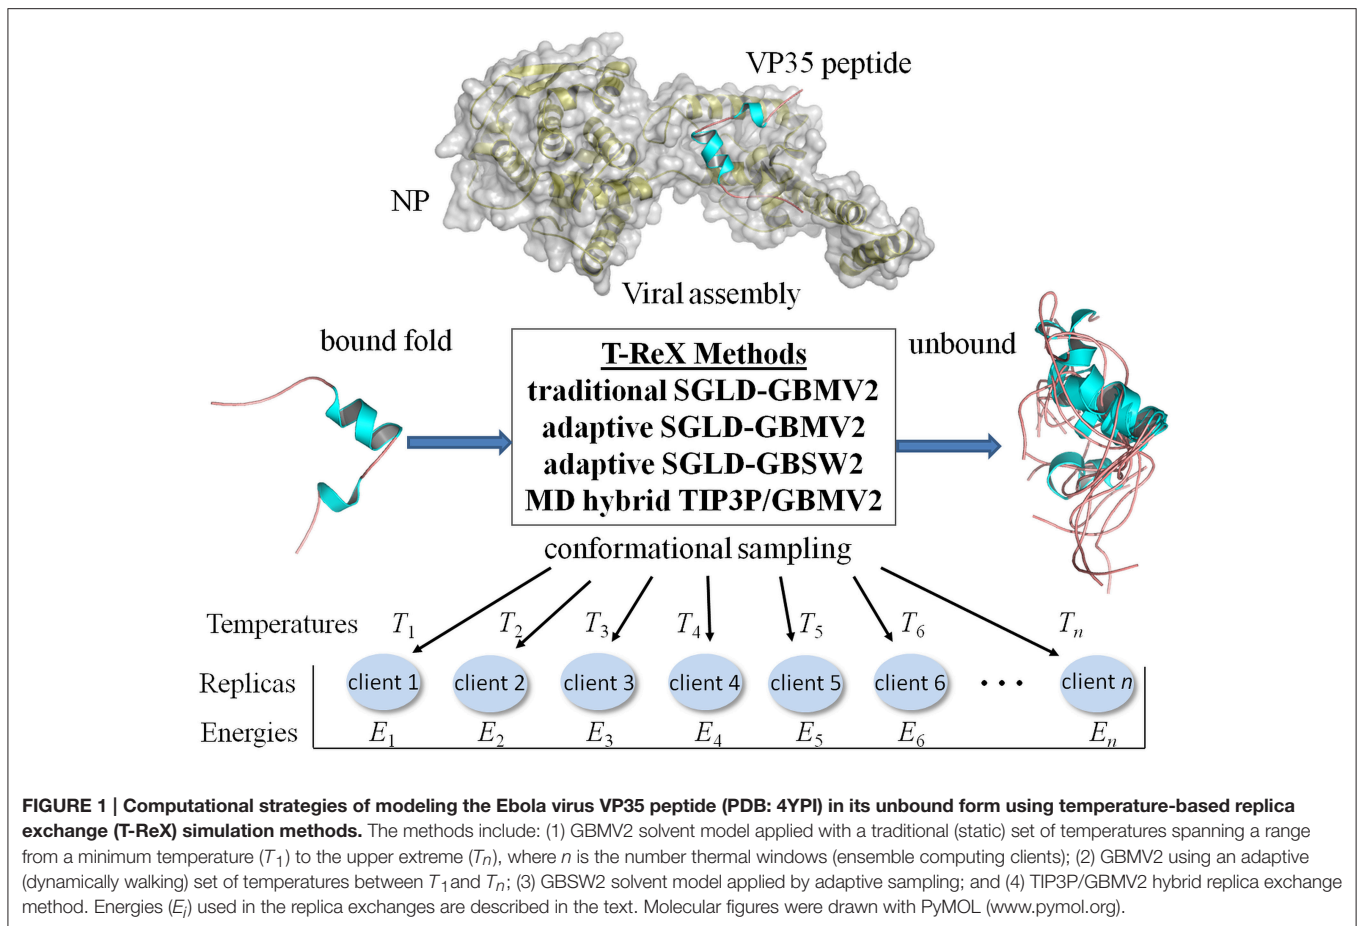 VP35 peptide
NP
Viral assembly
bound fold
unbound
T-ReX Methods
traditional SGLD-GBMV2
adaptive SGLD-GBMV2
adaptive SGLD-GBSW2
MD hybrid TIP3P/GBMV2
conformational sampling
Temperatures T1 T2 T3 T4 T5 T6 Tn
Replicas client 1 client 2 client 3 client 4 client 5 client 6 • • • client n
Energies E1 E2 E3 E4 E5 E6 En
FIGURE 1 | Computational strategies of modeling the Ebola virus VP35 peptide (PDB: 4YPI) in its unbound form using temperature-based replica
exchange (T-ReX) simulation methods. The methods include: (1) GBMV2 solvent model applied with a traditional (static) set of temperatures spanning a range
from a minimum temperature (T1) to the upper extreme (Tn), where n is the number thermal windows (ensemble computing clients); (2) GBMV2 using an adaptive
(dynamically walking) set of temperatures between T1and Tn; (3) GBSW2 solvent model applied by adaptive sampling; and (4) TIP3P/GBMV2 hybrid replica exchange
method. Energies (Ei) used in the replica exchanges are described in the text. Molecular figures were drawn with PyMOL (www.pymol.org).